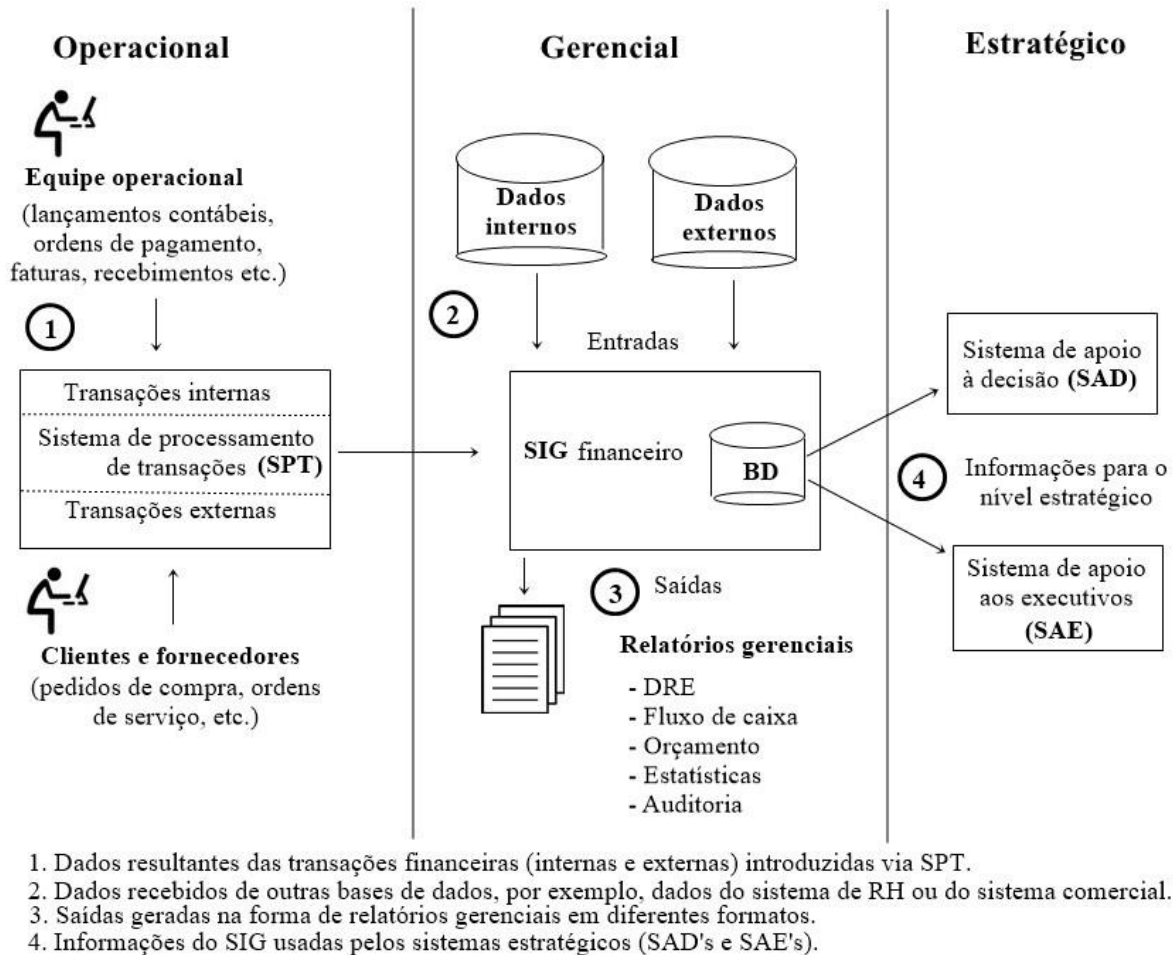 Operacional
Equipe operacional
(lançamentos contábeis,
ordens de pagamento,
faturas, recebimentos etc.)
1
Transações internas
Sistema de processamento
de transações (SPT)
Transações externas
Clientes e fornecedores
(pedidos de compra, ordens
de serviço, etc.)
Gerencial
Dados
internos
Dados
externos
2
Entradas
SIG financeiro
BD
3
Saídas
Relatórios gerenciais
- DRE
- Fluxo de caixa
- Orçamento
- Estatísticas
- Auditoria
Estratégico
Sistema de apoio
à decisão (SAD)
4
Informações para o
nível estratégico
Sistema de apoio
aos executivos
(SAE)
1. Dados resultantes das transações financeiras (internas e externas) introduzidas via SPT.
2. Dados recebidos de outras bases de dados, por exemplo, dados do sistema de RH ou do sistema comercial.
3. Saídas geradas na forma de relatórios gerenciais em diferentes formatos.
4. Informações do SIG usadas pelos sistemas estratégicos (SAD's e SAE's).